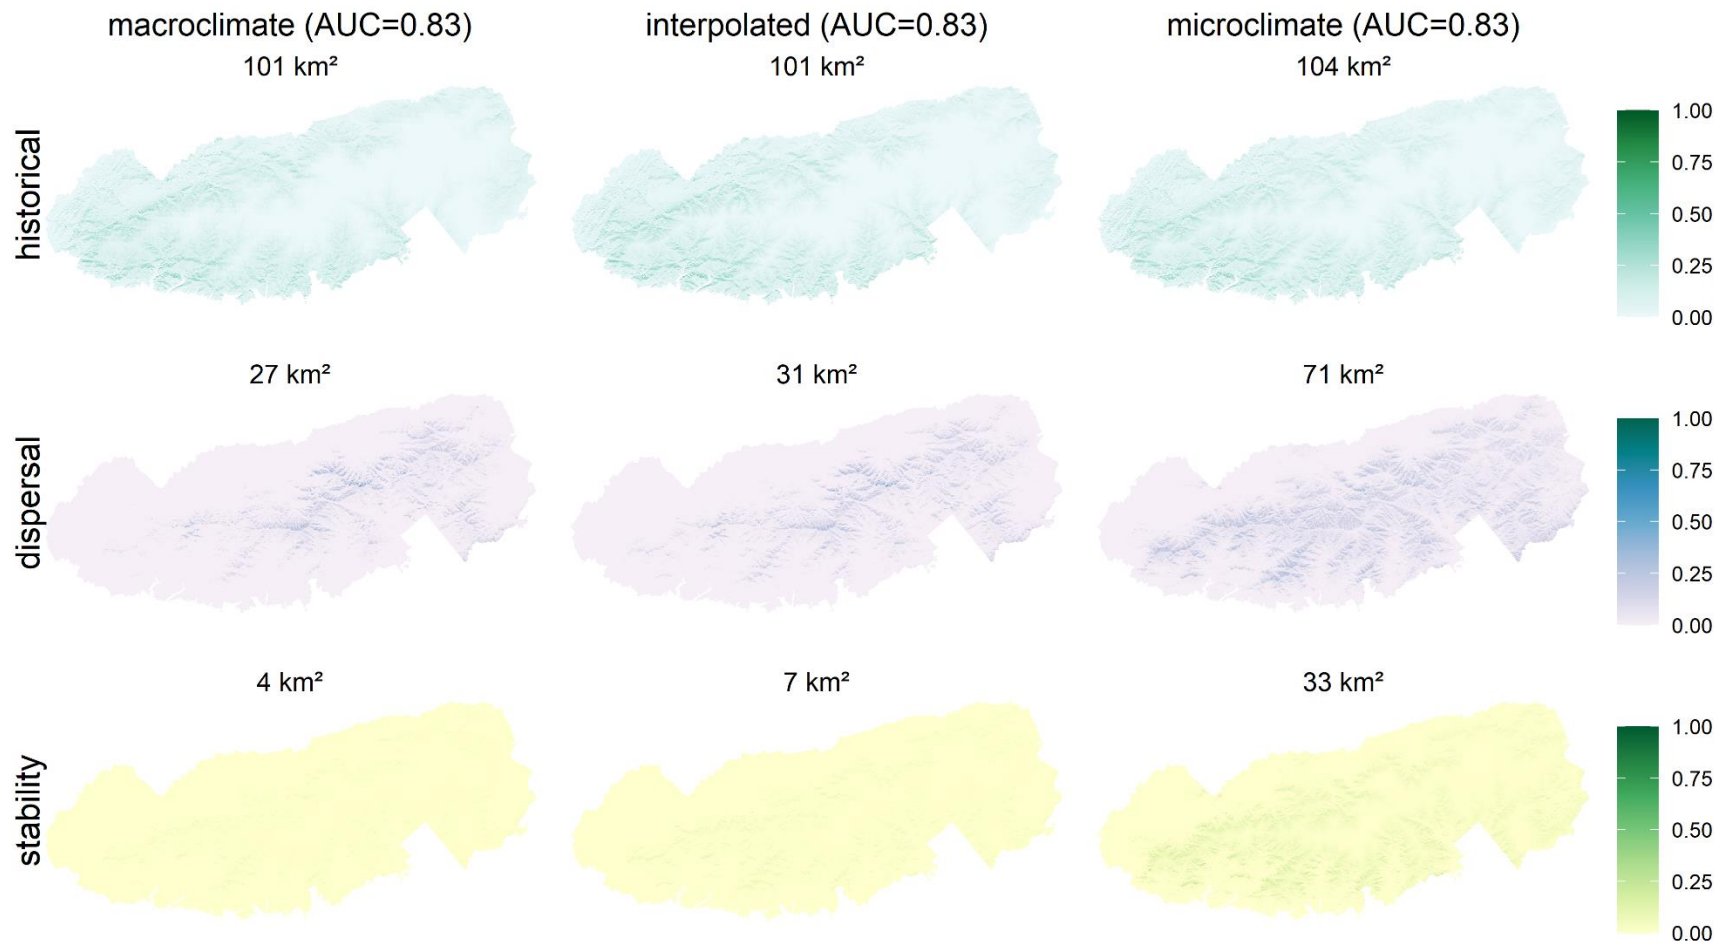 macroclimate (AUC=0.83)
interpolated (AUC=0.83)
microclimate (AUC=0.83)
101 km²
101 km²
104 km²
historical
1.00
0.75
0.50
0.25
0.00
27 km²
31 km²
71 km²
dispersal
1.00
0.75
0.50
0.25
0.00
4 km²
7 km²
33 km²
stability
1.00
0.75
0.50
0.25
0.00